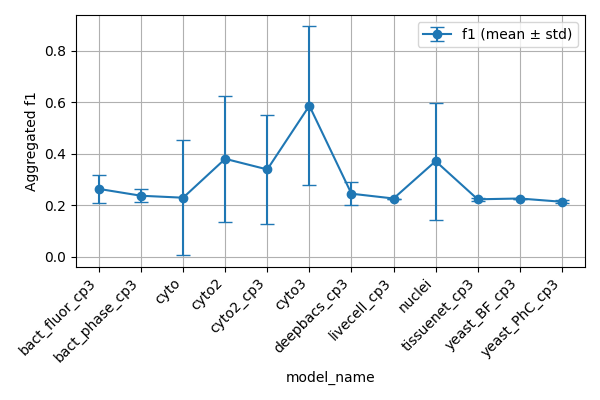 f1 (mean ± std)
Aggregated f1
0.8
0.6
0.4
0.2
0.0
bact_fluor_cp3
bact_phase_cp3
cyto
cyto2
cyto2_cp3
cyto3
deepbacs_cp3
livecell_cp3
nuclei
tissuenet_cp3
yeast_BF_cp3
yeast_PhC_cp3
model_name